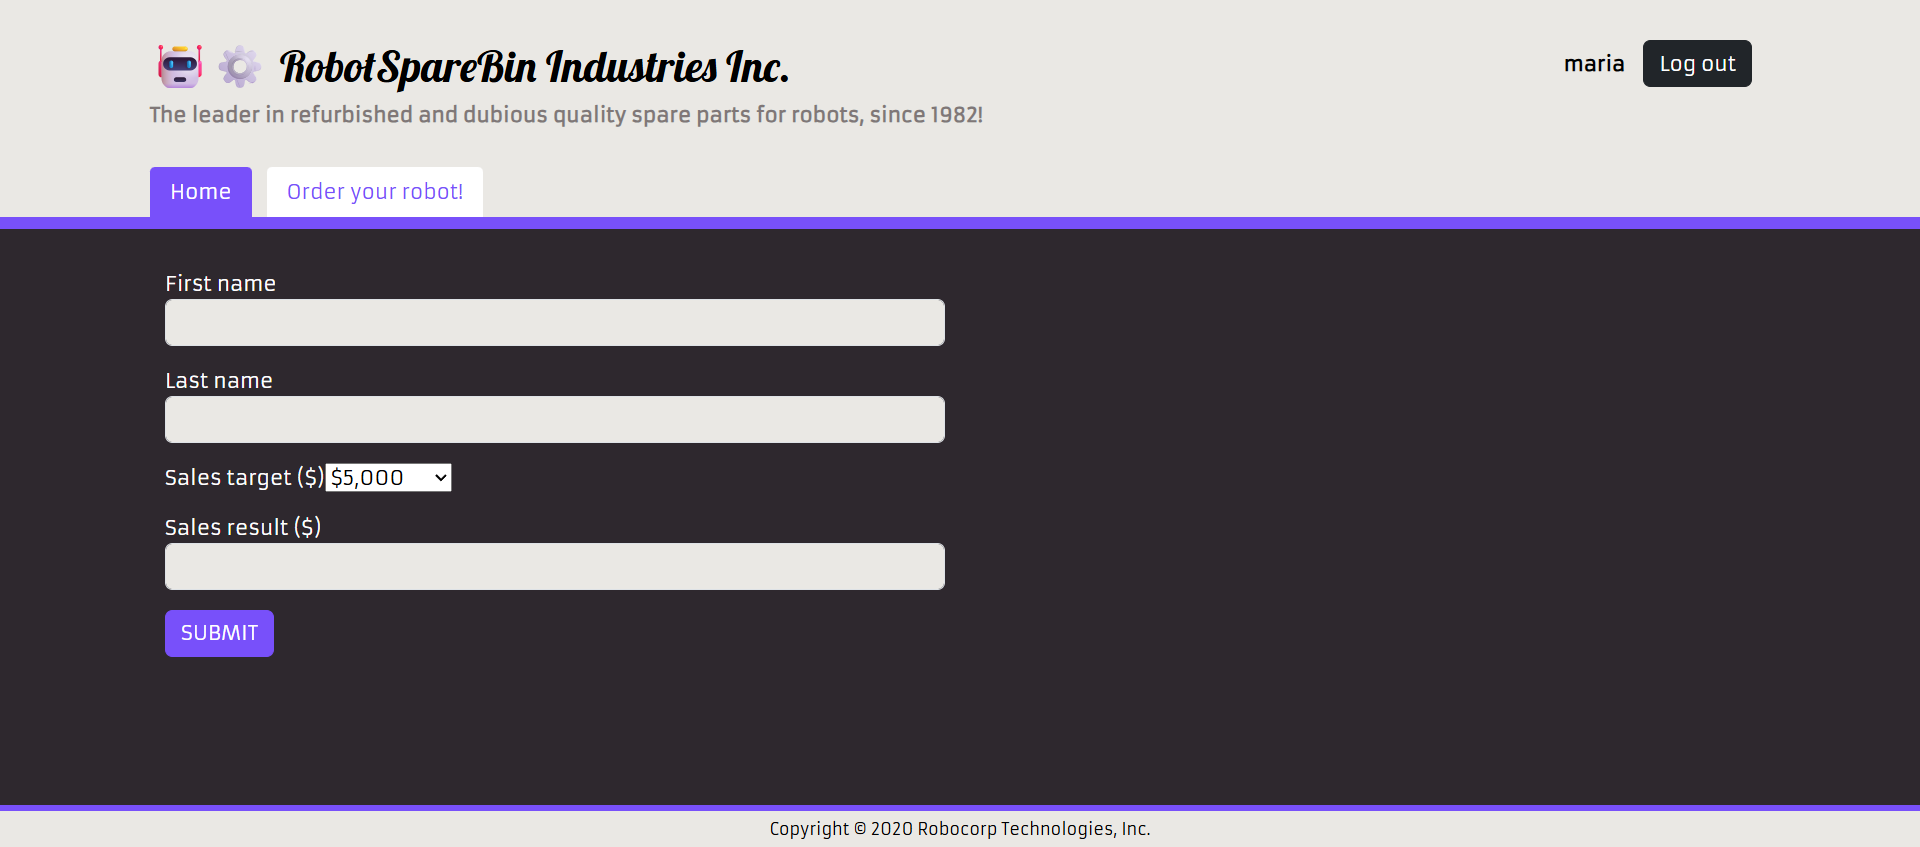 RobotSpareBin Industries Inc.
maria
Log out
The leader in refurbished and dubious quality spare parts for robots, since 1982!
Home
Order your robot!
First name
Last name
Sales target ($) $5,000
Sales result ($)
SUBMIT
Copyright © 2020 Robocorp Technologies, Inc.